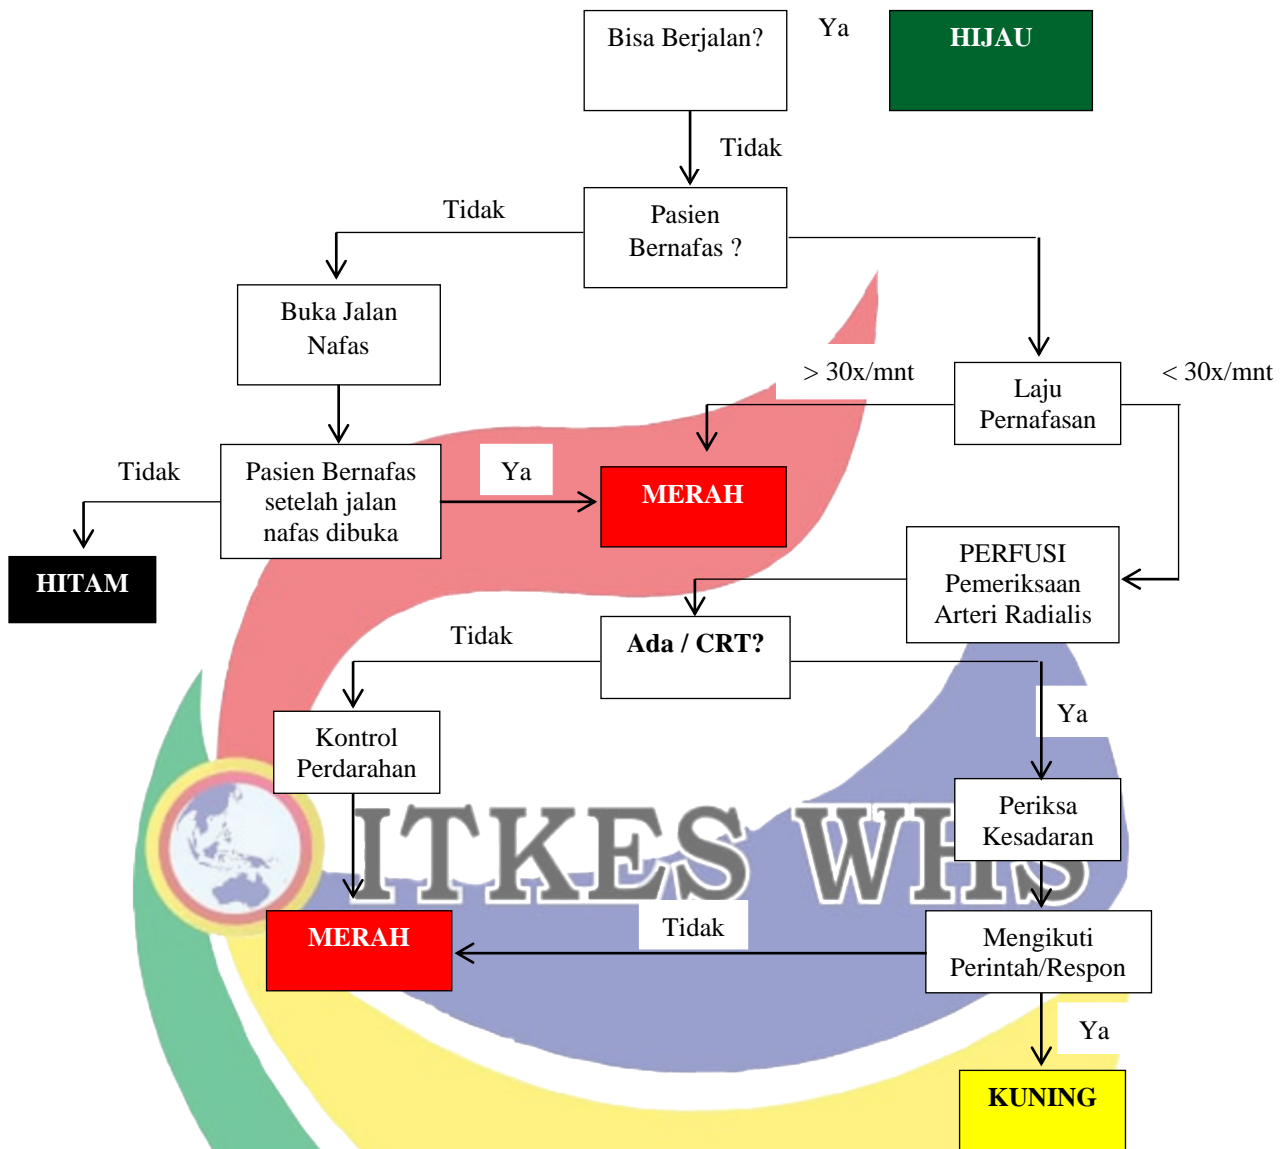 Bisa Berjalan?
Ya
HIJAU
Tidak
Tidak
Pasien
Bernafas ?
Buka Jalan
Nafas
> 30x/mnt
Laju
Pernafasan
< 30x/mnt
Tidak
Pasien Bernafas
setelah jalan
nafas dibuka
Ya
MERAH
HITAM
PERFUSI
Pemeriksaan
Arteri Radialis
Tidak
Ada / CRT?
Ya
Kontrol
Perdarahan
Periksa
Kesadaran
ITKES WHS
MERAH
Tidak
Mengikuti
Perintah/Respon
Ya
KUNING